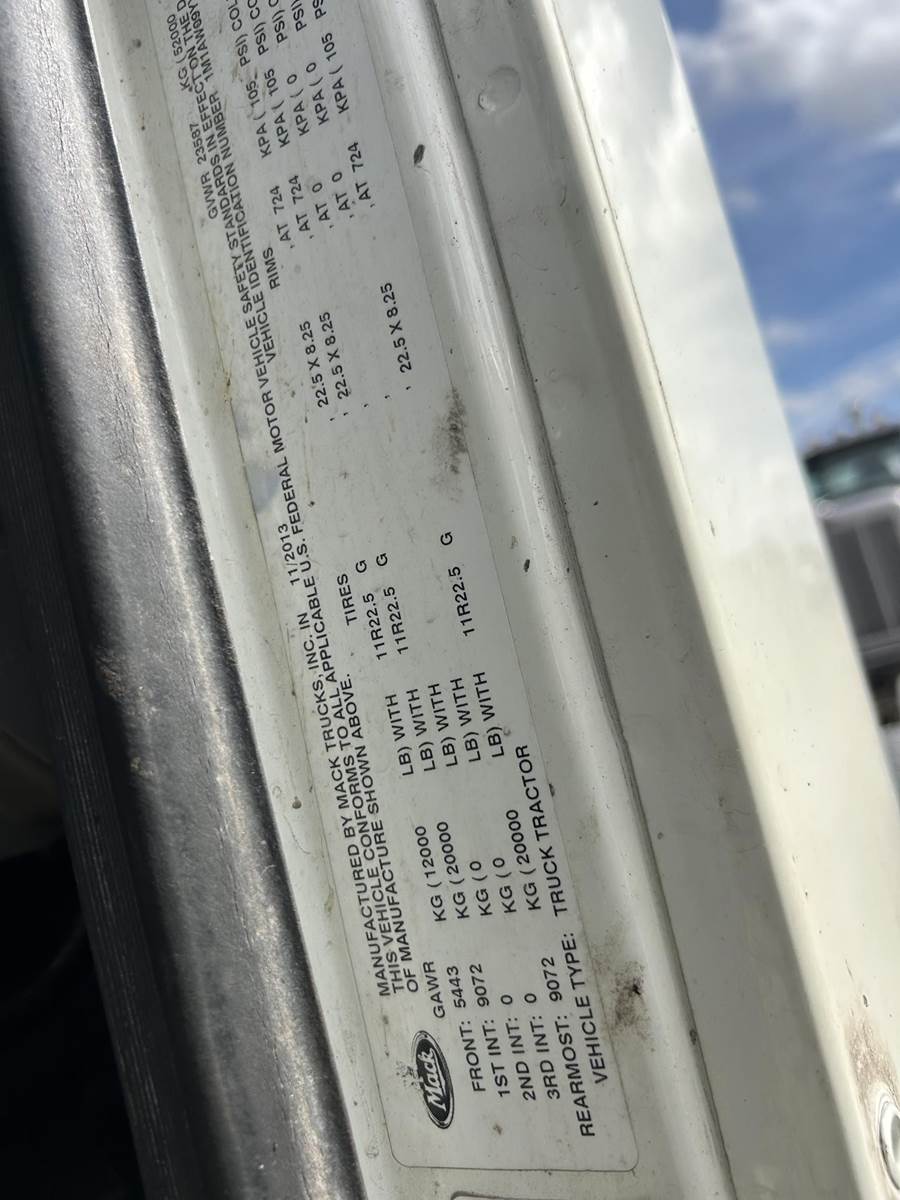 MANUFACTURED BY MACK TRUCKS, INC. IN 11/2013 GVWR 23587 KG ( 52000
THIS VEHICLE CONFORMS TO ALL APPLICABLE U.S. FEDERAL MOTOR VEHICLE SAFETY STANDARDS IN EFFECT ON THE
OF MANUFACTURE SHOWN ABOVE. VEHICLE IDENTIFICATION NUMBER
Mack
GAWR TIRES RIMS
FRONT: 5443 KG ( 12000 LB) WITH 11R22.5 G , 22.5 X 8.25 , AT 724 KPA ( 105 PSI)
1ST INT: 9072 KG ( 20000 LB) WITH 11R22.5 G , 22.5 X 8.25 , AT 724 KPA ( 105 PSI)
2ND INT: 0 KG ( 0 LB) WITH , , AT 0 KPA ( 0 PSI)
3RD INT: 0 KG ( 0 LB) WITH , , AT 0 KPA ( 0 PSI)
REARMOST: 9072 KG ( 20000 LB) WITH 11R22.5 G , 22.5 X 8.25 , AT 724 KPA ( 105
VEHICLE TYPE: TRUCK TRACTOR